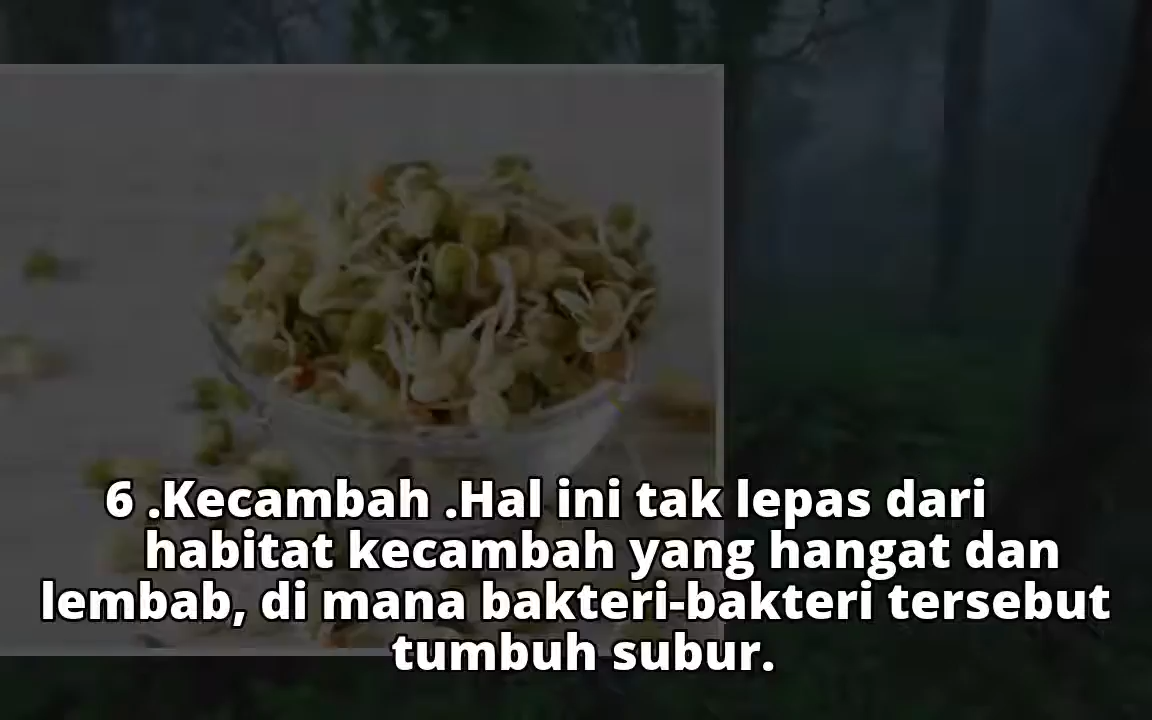 6 .Kecambah .Hal ini tak lepas dari
habitat kecambah yang hangat dan
lembab, di mana bakteri-bakteri tersebut
tumbuh subur.